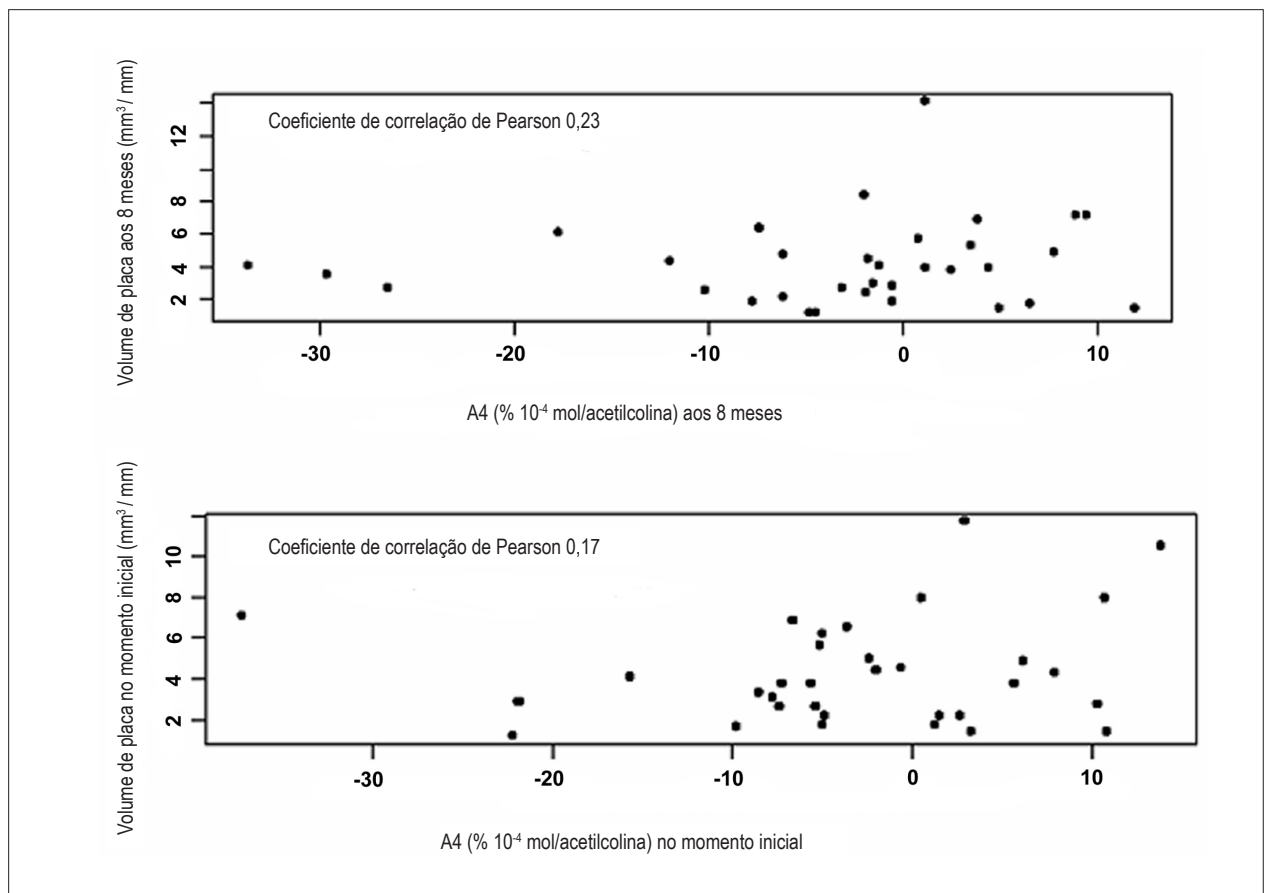 Volume de placa aos 8 meses (mm³ / mm)
Coeficiente de correlação de Pearson 0,23
12
8
6
4
2
-30 -20 -10 0 10
A4 (% 10⁻⁴ mol/acetilcolina) aos 8 meses
Volume de placa no momento inicial (mm³ / mm)
Coeficiente de correlação de Pearson 0,17
10
8
6
4
2
-30 -20 -10 0 10
A4 (% 10⁻⁴ mol/acetilcolina) no momento inicial